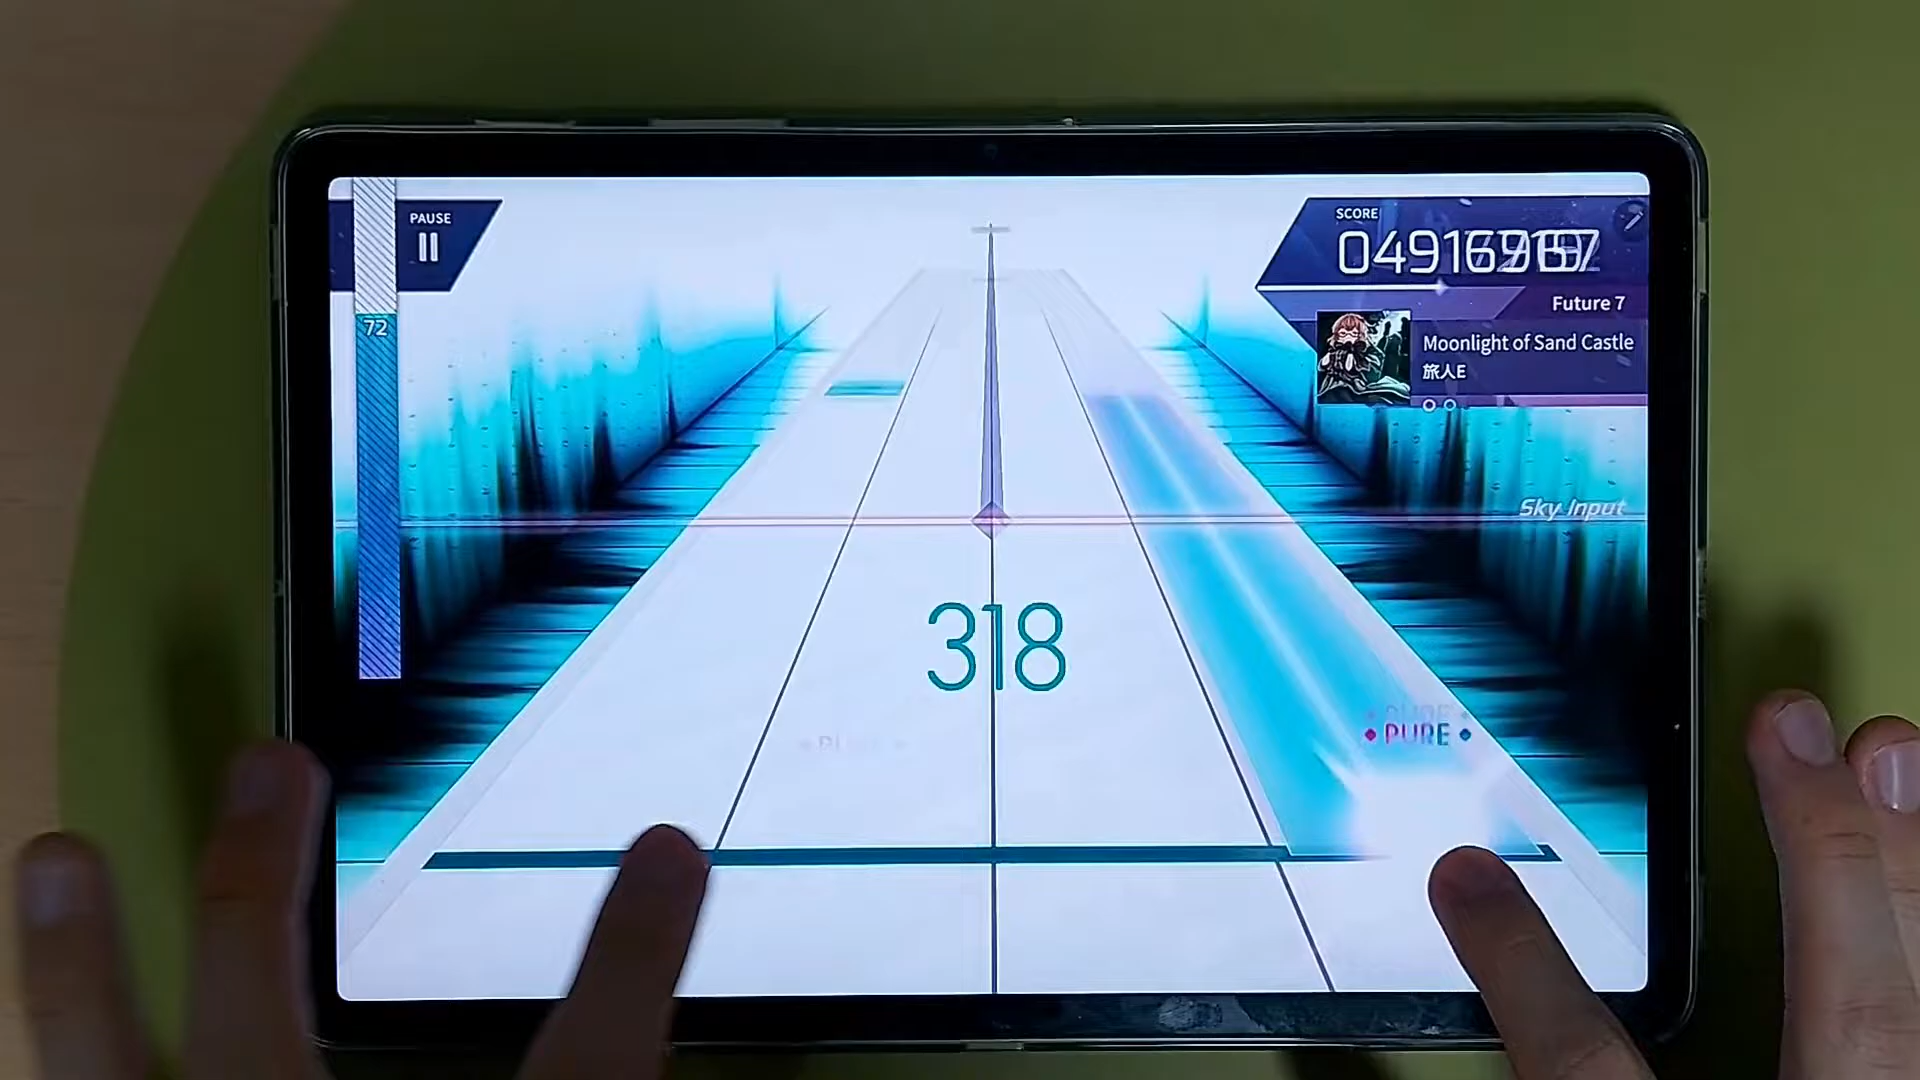 PAUSE
72
SCORE
Future 7
Moonlight of Sand Castle
旅人E
Sky Input
318
PURE